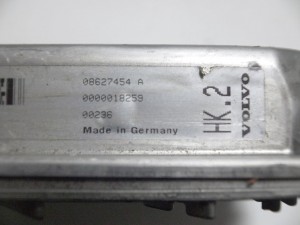 08627454 A
0000018259
00236
Made in Germany
HK.2
VOLVO